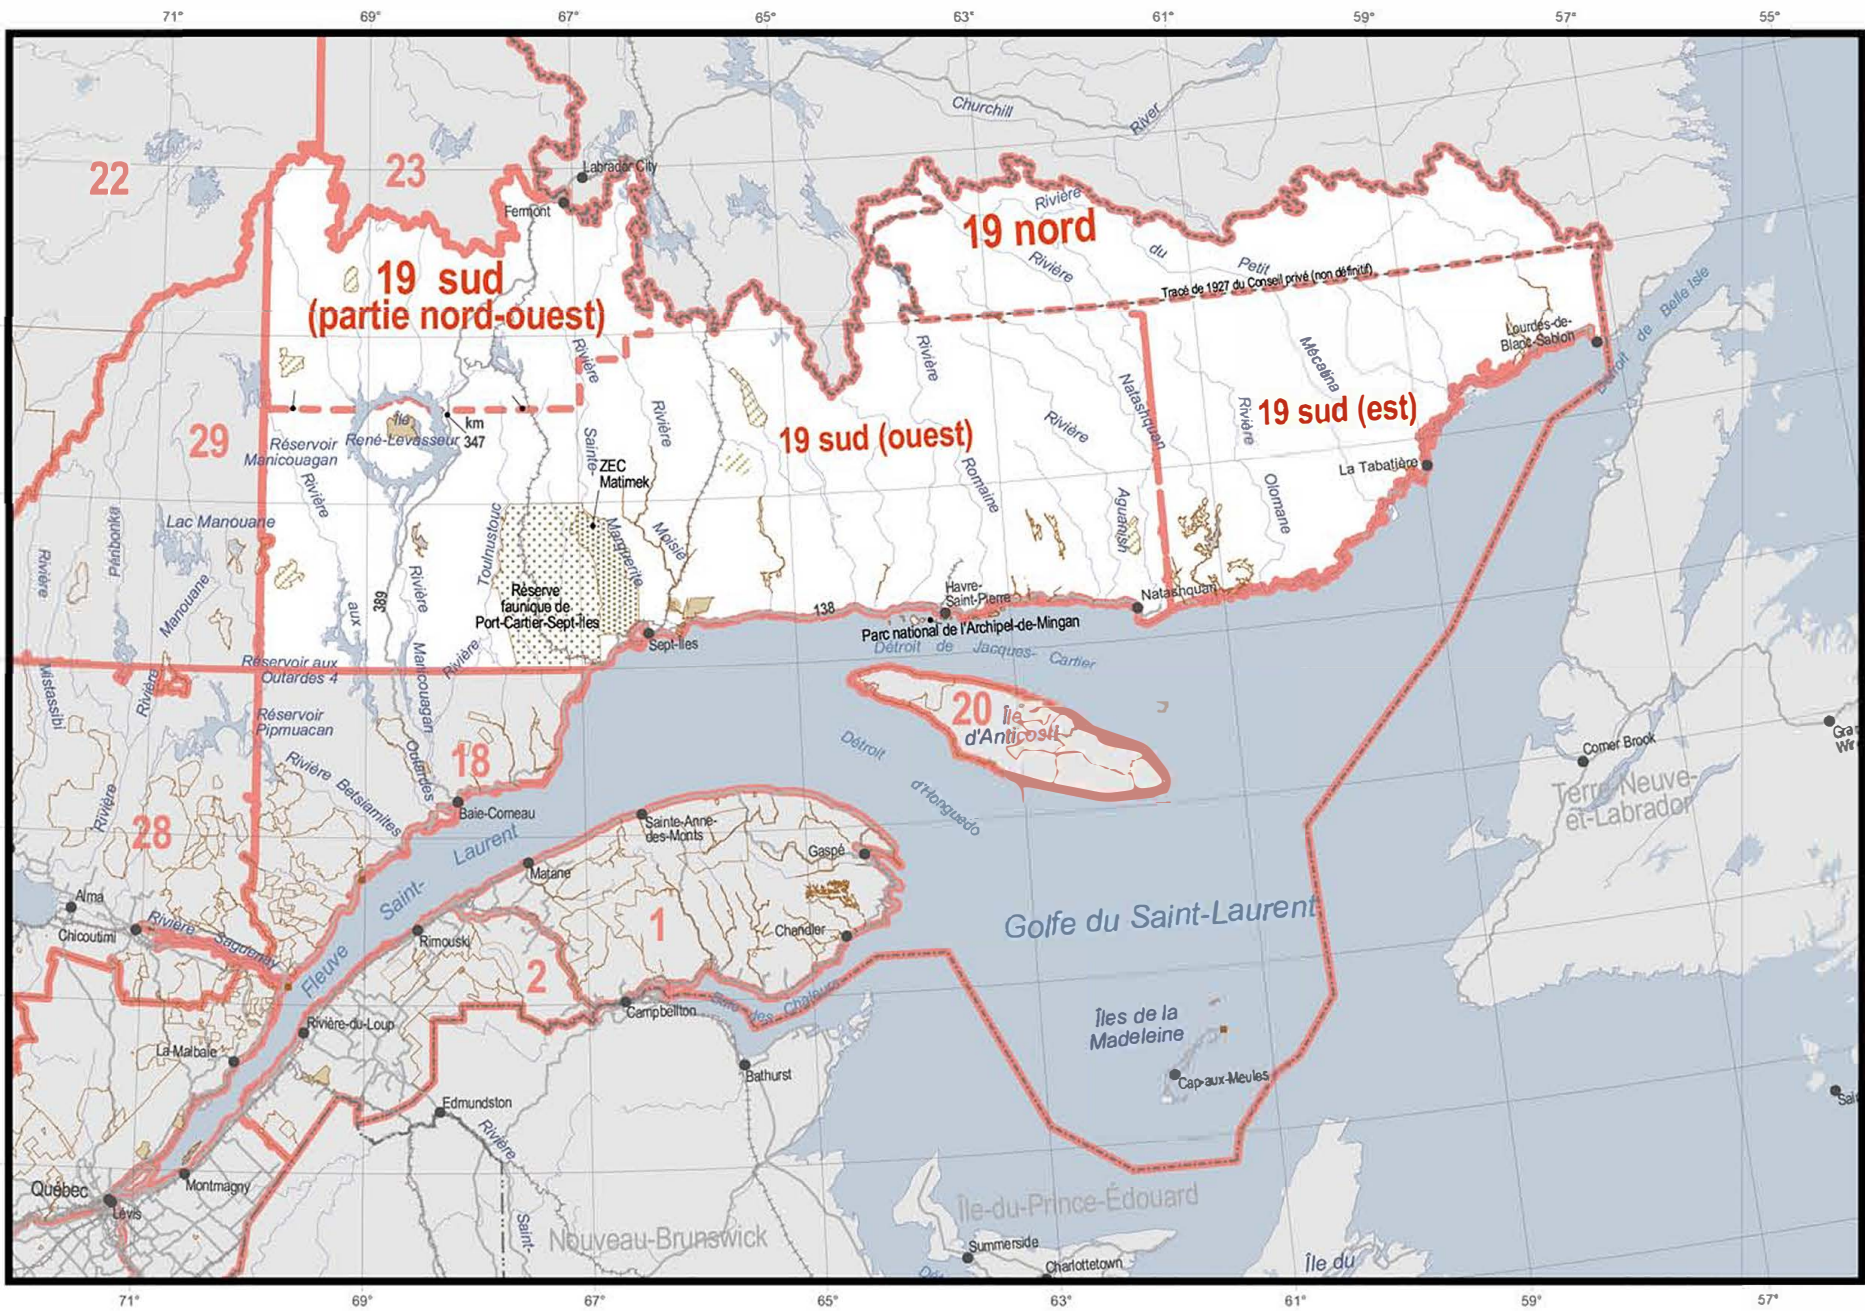 71°
69°
67°
65°
63°
61°
59°
57°
55°
Churchill
River
22
23
Labrador City
Fermont
19 nord
Rivière
du
Petit
Rivière
Tracé de 1927 du Conseil privé (non définitif)
19 sud
(partie nord-ouest)
Détroit de Belle Isle
Lourdes-de-
Blanc-Sablon
Rivière
Rivière
Mécatina
Natashquan
29
Île
René-Levasseur
km
347
Réservoir
Manicouagan
Rivière
Rivière
Rivière
19 sud (ouest)
19 sud (est)
Sainte-
ZEC
Matimek
La Tabatière
Rivière
Romaine
Aguanish
Olomane
Toulnustouc
Marguerite
Moisie
Lac Manouane
Péribonka
Rivière
Manouane
aux
389
Rivière
Réserve
faunique de
Port-Cartier-Sept-Îles
Havre-
Saint-Pierre
Natashquan
138
Parc national de l'Archipel-de-Mingan
Détroit de Jacques- Cartier
Sept-Îles
Mistassibi
Rivière
Réservoir aux
Outardes 4
Manicouagan
Rivière
Réservoir
Pipmuacan
20
Île
d'Anticosti
Détroit
d'Honguedo
18
Outardes
Rivière Betsiamites
Baie-Comeau
Rivière
28
Laurent
Sainte-Anne-
des-Monts
Corner Brook
Terre-Neuve-
et-Labrador
Gaspé
Matane
Saint-
Alma
Chicoutimi
Rivière Saguenay
Rimouski
1
Chandler
Golfe du Saint-Laurent
Fleuve
2
Baie des Chaleurs
Campbellton
Rivière-du-Loup
La Malbaie
Îles de la
Madeleine
Cap-aux-Meules
Bathurst
Edmundston
Rivière
Saint-
Montmagny
Québec
Lévis
Île-du-Prince-Édouard
Nouveau-Brunswick
Summerside
Charlottetown
Île du
71°
69°
67°
65°
63°
61°
59°
57°